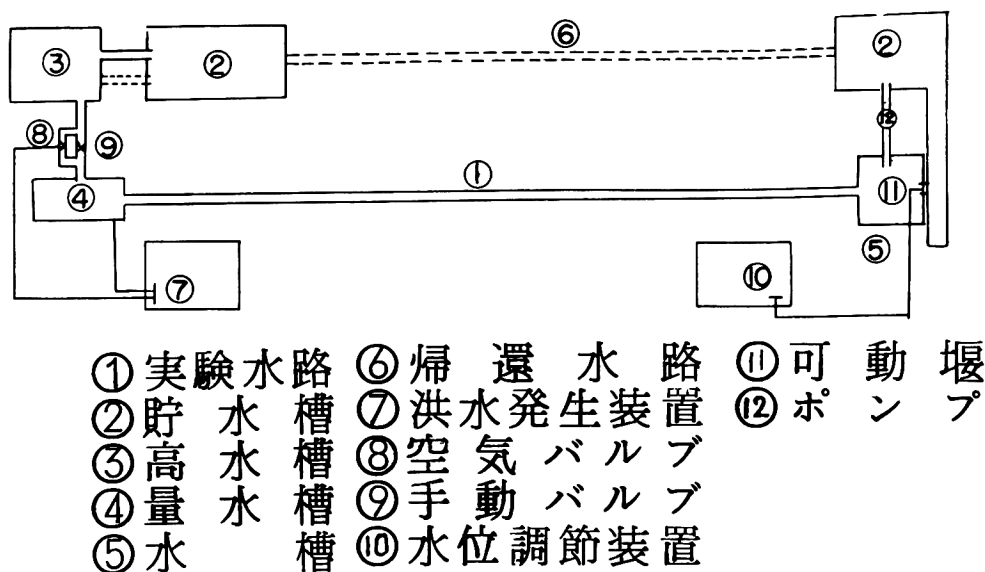 ③ ② ⑥ ②
⑧ ⑨ ⑫
④ ① ⑪
⑦ ⑩ ⑤
①実験水路 ⑥帰還水路 ⑪可動堰
②貯水槽 ⑦洪水発生装置 ⑫ポンプ
③高水槽 ⑧空気バルブ
④量水槽 ⑨手動バルブ
⑤水槽 ⑩水位調節装置